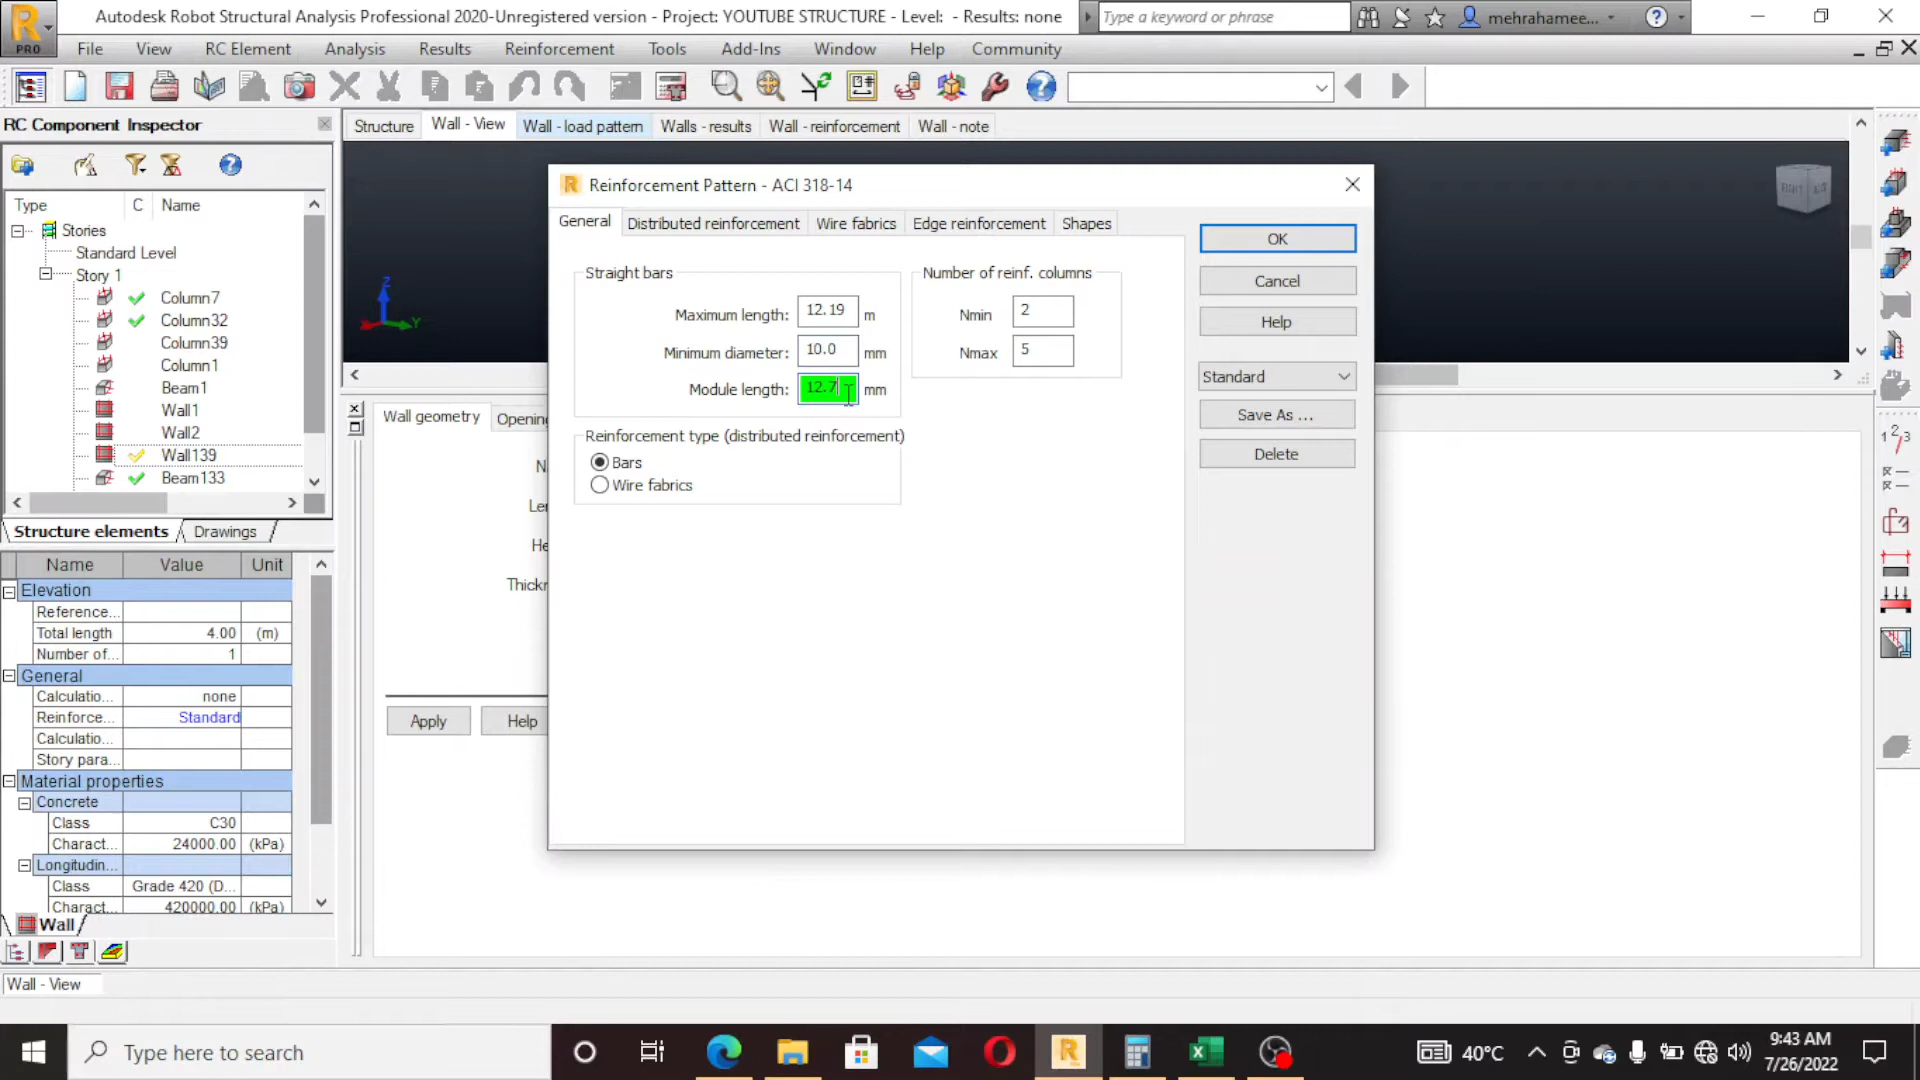 Autodesk Robot Structural Analysis Professional 2020-Unregistered version - Project: YOUTUBE STRUCTURE - Level:  - Results: none
Type a keyword or phrase
mehrahamee...
PRO
File View RC Element Analysis Results Reinforcement Tools Add-Ins Window Help Community
RC Component Inspector
Structure Wall - View Wall - load pattern Walls - results Wall - reinforcement Wall - note
Type C Name
Stories
Standard Level
Story 1
Column7
Column32
Column39
Column1
Beam1
Wall1
Wall2
Wall139
Beam133
Structure elements Drawings
Name Value Unit
Elevation
Reference...
Total length 4.00 (m)
Number of... 1
General
Calculatio... none
Reinforce... Standard
Calculatio...
Story para...
Material properties
Concrete
Class C30
Charact... 24000.00 (kPa)
Longitudin...
Class Grade 420 (D...
Charact... 420000.00 (kPa)
Wall
Wall - View
Z
Y
Wall geometry Opening
N
Ler
He
Thickr
Apply Help
Reinforcement Pattern - ACI 318-14
General Distributed reinforcement Wire fabrics Edge reinforcement Shapes
Straight bars
Maximum length: 12.19 m
Minimum diameter: 10.0 mm
Module length: 12.7 mm
Number of reinf. columns
Nmin 2
Nmax 5
Reinforcement type (distributed reinforcement)
Bars
Wire fabrics
OK
Cancel
Help
Standard
Save As ...
Delete
Type here to search
40°C
9:43 AM
7/26/2022